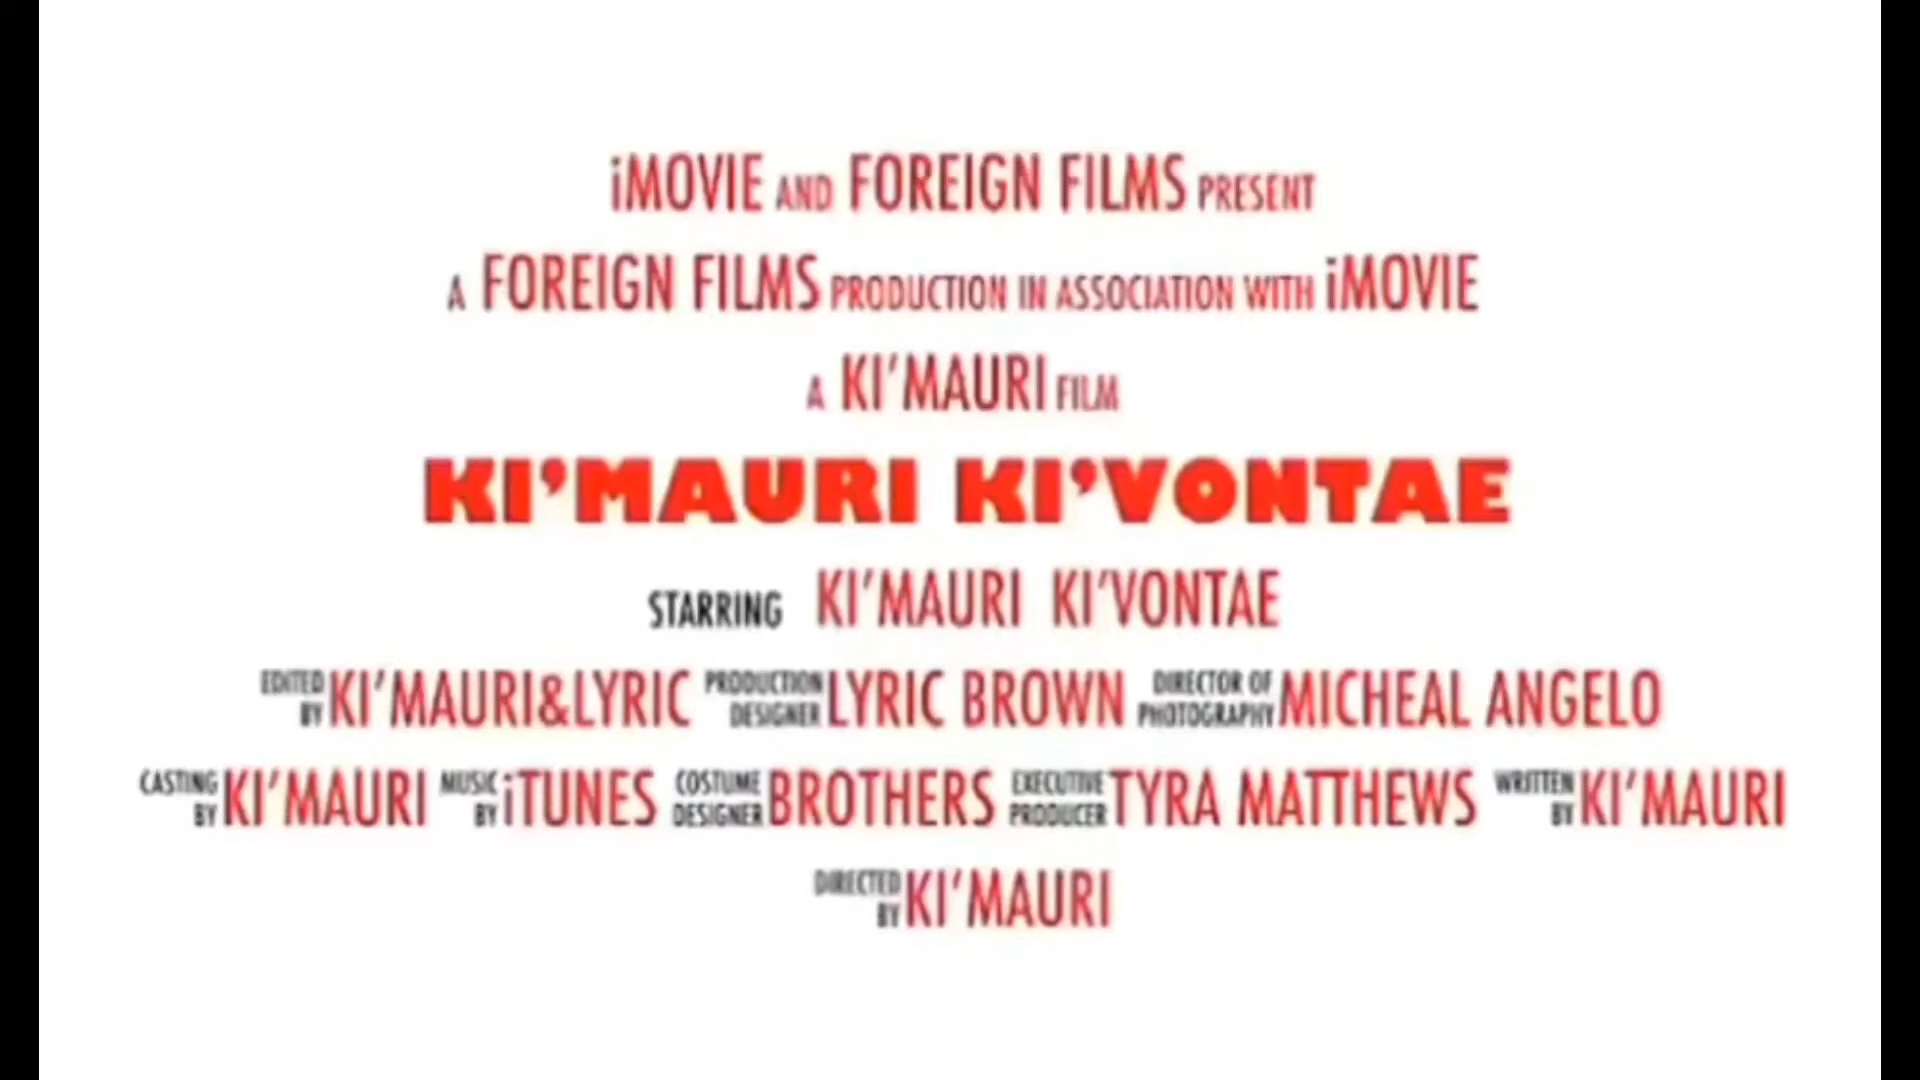 iMOVIE AND FOREIGN FILMS PRESENT
A FOREIGN FILMS PRODUCTION IN ASSOCIATION WITH iMOVIE
A KI'MAURI FILM
KI'MAURI KI'VONTAE
STARRING KI'MAURI KI'VONTAE
EDITED BY KI'MAURI&LYRIC PRODUCTION DESIGNER LYRIC BROWN DIRECTOR OF PHOTOGRAPHY MICHEAL ANGELO
CASTING BY KI'MAURI MUSIC BY iTUNES COSTUME DESIGNER BROTHERS EXECUTIVE PRODUCER TYRA MATTHEWS WRITTEN BY KI'MAURI
DIRECTED BY KI'MAURI